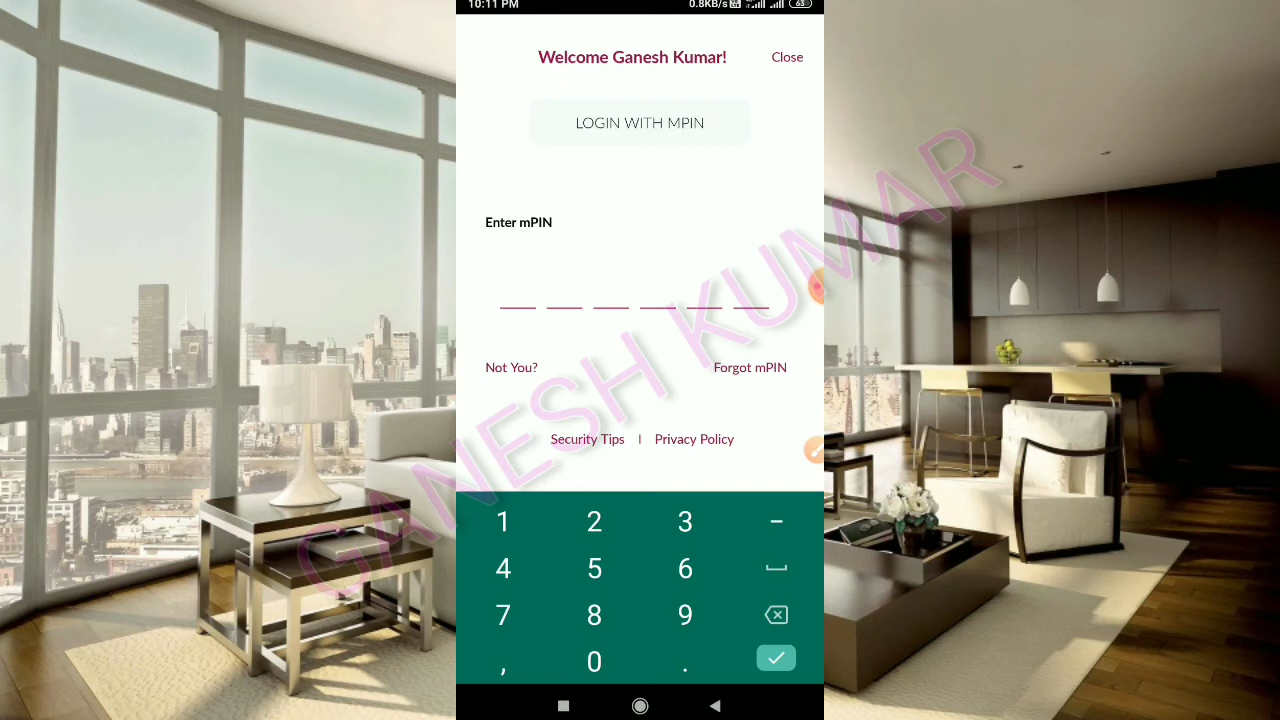 10:11 PM 0.8KB/s 63
Welcome Ganesh Kumar! Close
LOGIN WITH MPIN
Enter mPIN
Not You? Forgot mPIN
Security Tips | Privacy Policy
1 2 3 -
4 5 6
7 8 9
, 0 .
GANESH KUMAR